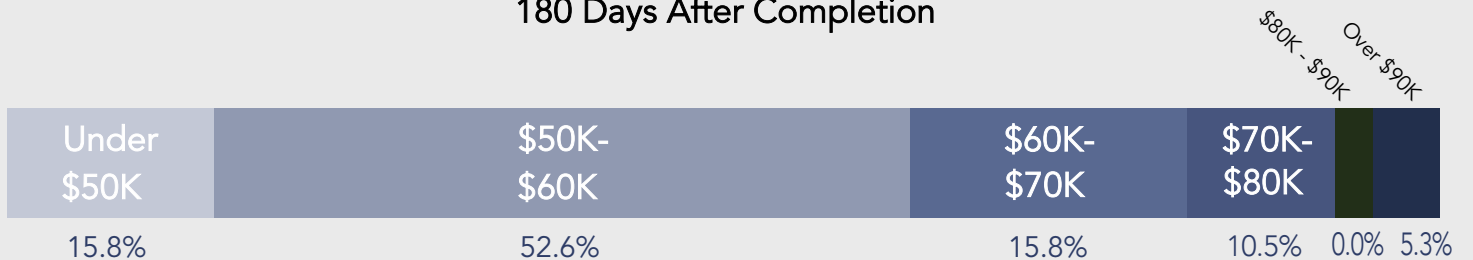 180 Days After Completion
$80K - $90K
Over $90K
Under
$50K
$50K-
$60K
$60K-
$70K
$70K-
$80K
15.8%
52.6%
15.8%
10.5%
0.0%
5.3%